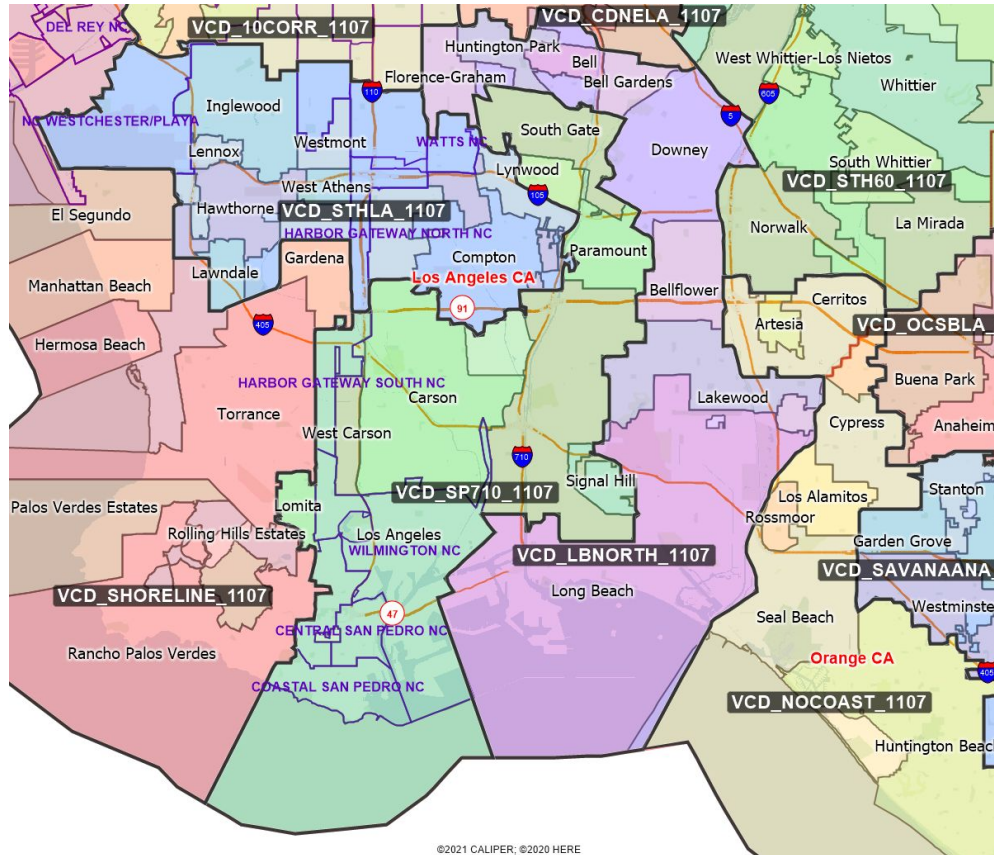 DEL REY NC
VCD_10CORR_1107
VCD_CDNELA_1107
Huntington Park
Bell
West Whittier-Los Nietos
Florence-Graham
Bell Gardens
Whittier
110
605
Inglewood
5
NC WESTCHESTER/PLAYA
Westmont
WATTS NC
South Gate
Downey
Lennox
Lynwood
South Whittier
West Athens
105
VCD_STH60_1107
El Segundo
Hawthorne
VCD_STHLA_1107
La Mirada
HARBOR GATEWAY NORTH NC
Norwalk
Lawndale
Gardena
Compton
Paramount
Los Angeles CA
Manhattan Beach
Bellflower
Cerritos
91
Artesia
405
VCD_OCSBLA_
Hermosa Beach
HARBOR GATEWAY SOUTH NC
Carson
Buena Park
Torrance
Lakewood
West Carson
Cypress
Anaheim
710
Signal Hill
VCD_SP710_1107
Stanton
Los Alamitos
Palos Verdes Estates
Lomita
Rossmoor
Rolling Hills Estates
Los Angeles
Garden Grove
WILMINGTON NC
VCD_LBNORTH_1107
VCD_SAVANAANA_
VCD_SHORELINE_1107
Long Beach
47
Westminster
Seal Beach
CENTRAL SAN PEDRO NC
Rancho Palos Verdes
Orange CA
405
COASTAL SAN PEDRO NC
VCD_NOCOAST_1107
Huntington Beach
©2021 CALIPER; ©2020 HERE